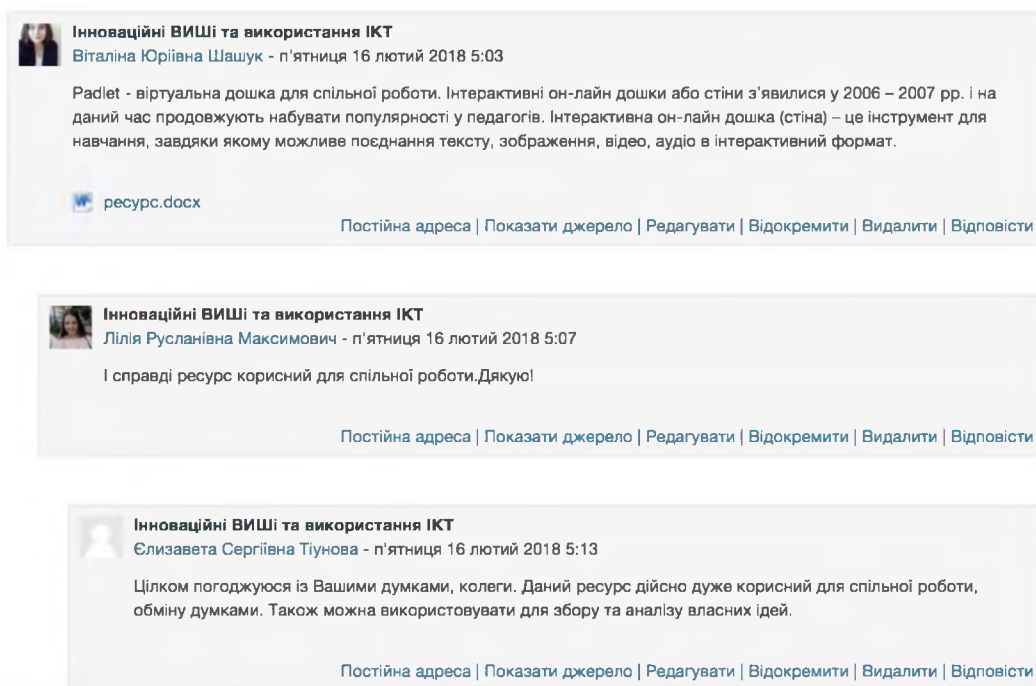 Інноваційні ВИШі та використання ІКТ
Віталіна Юріївна Шашук - п'ятниця 16 лютий 2018 5:03
Padlet - віртуальна дошка для спільної роботи. Інтерактивні он-лайн дошки або стіни з'явилися у 2006 – 2007 рр. і на
даний час продовжують набувати популярності у педагогів. Інтерактивна он-лайн дошка (стіна) – це інструмент для
навчання, завдяки якому можливе поєднання тексту, зображення, відео, аудіо в інтерактивний формат.
ресурс.docx
Постійна адреса | Показати джерело | Редагувати | Відокремити | Видалити | Відповісти
Інноваційні ВИШі та використання ІКТ
Лілія Русланівна Максимович - п'ятниця 16 лютий 2018 5:07
І справді ресурс корисний для спільної роботи.Дякую!
Постійна адреса | Показати джерело | Редагувати | Відокремити | Видалити | Відповісти
Інноваційні ВИШі та використання ІКТ
Єлизавета Сергіївна Тіунова - п'ятниця 16 лютий 2018 5:13
Цілком погоджуюся із Вашими думками, колеги. Даний ресурс дійсно дуже корисний для спільної роботи,
обміну думками. Також можна використовувати для збору та аналізу власних ідей.
Постійна адреса | Показати джерело | Редагувати | Відокремити | Видалити | Відповісти